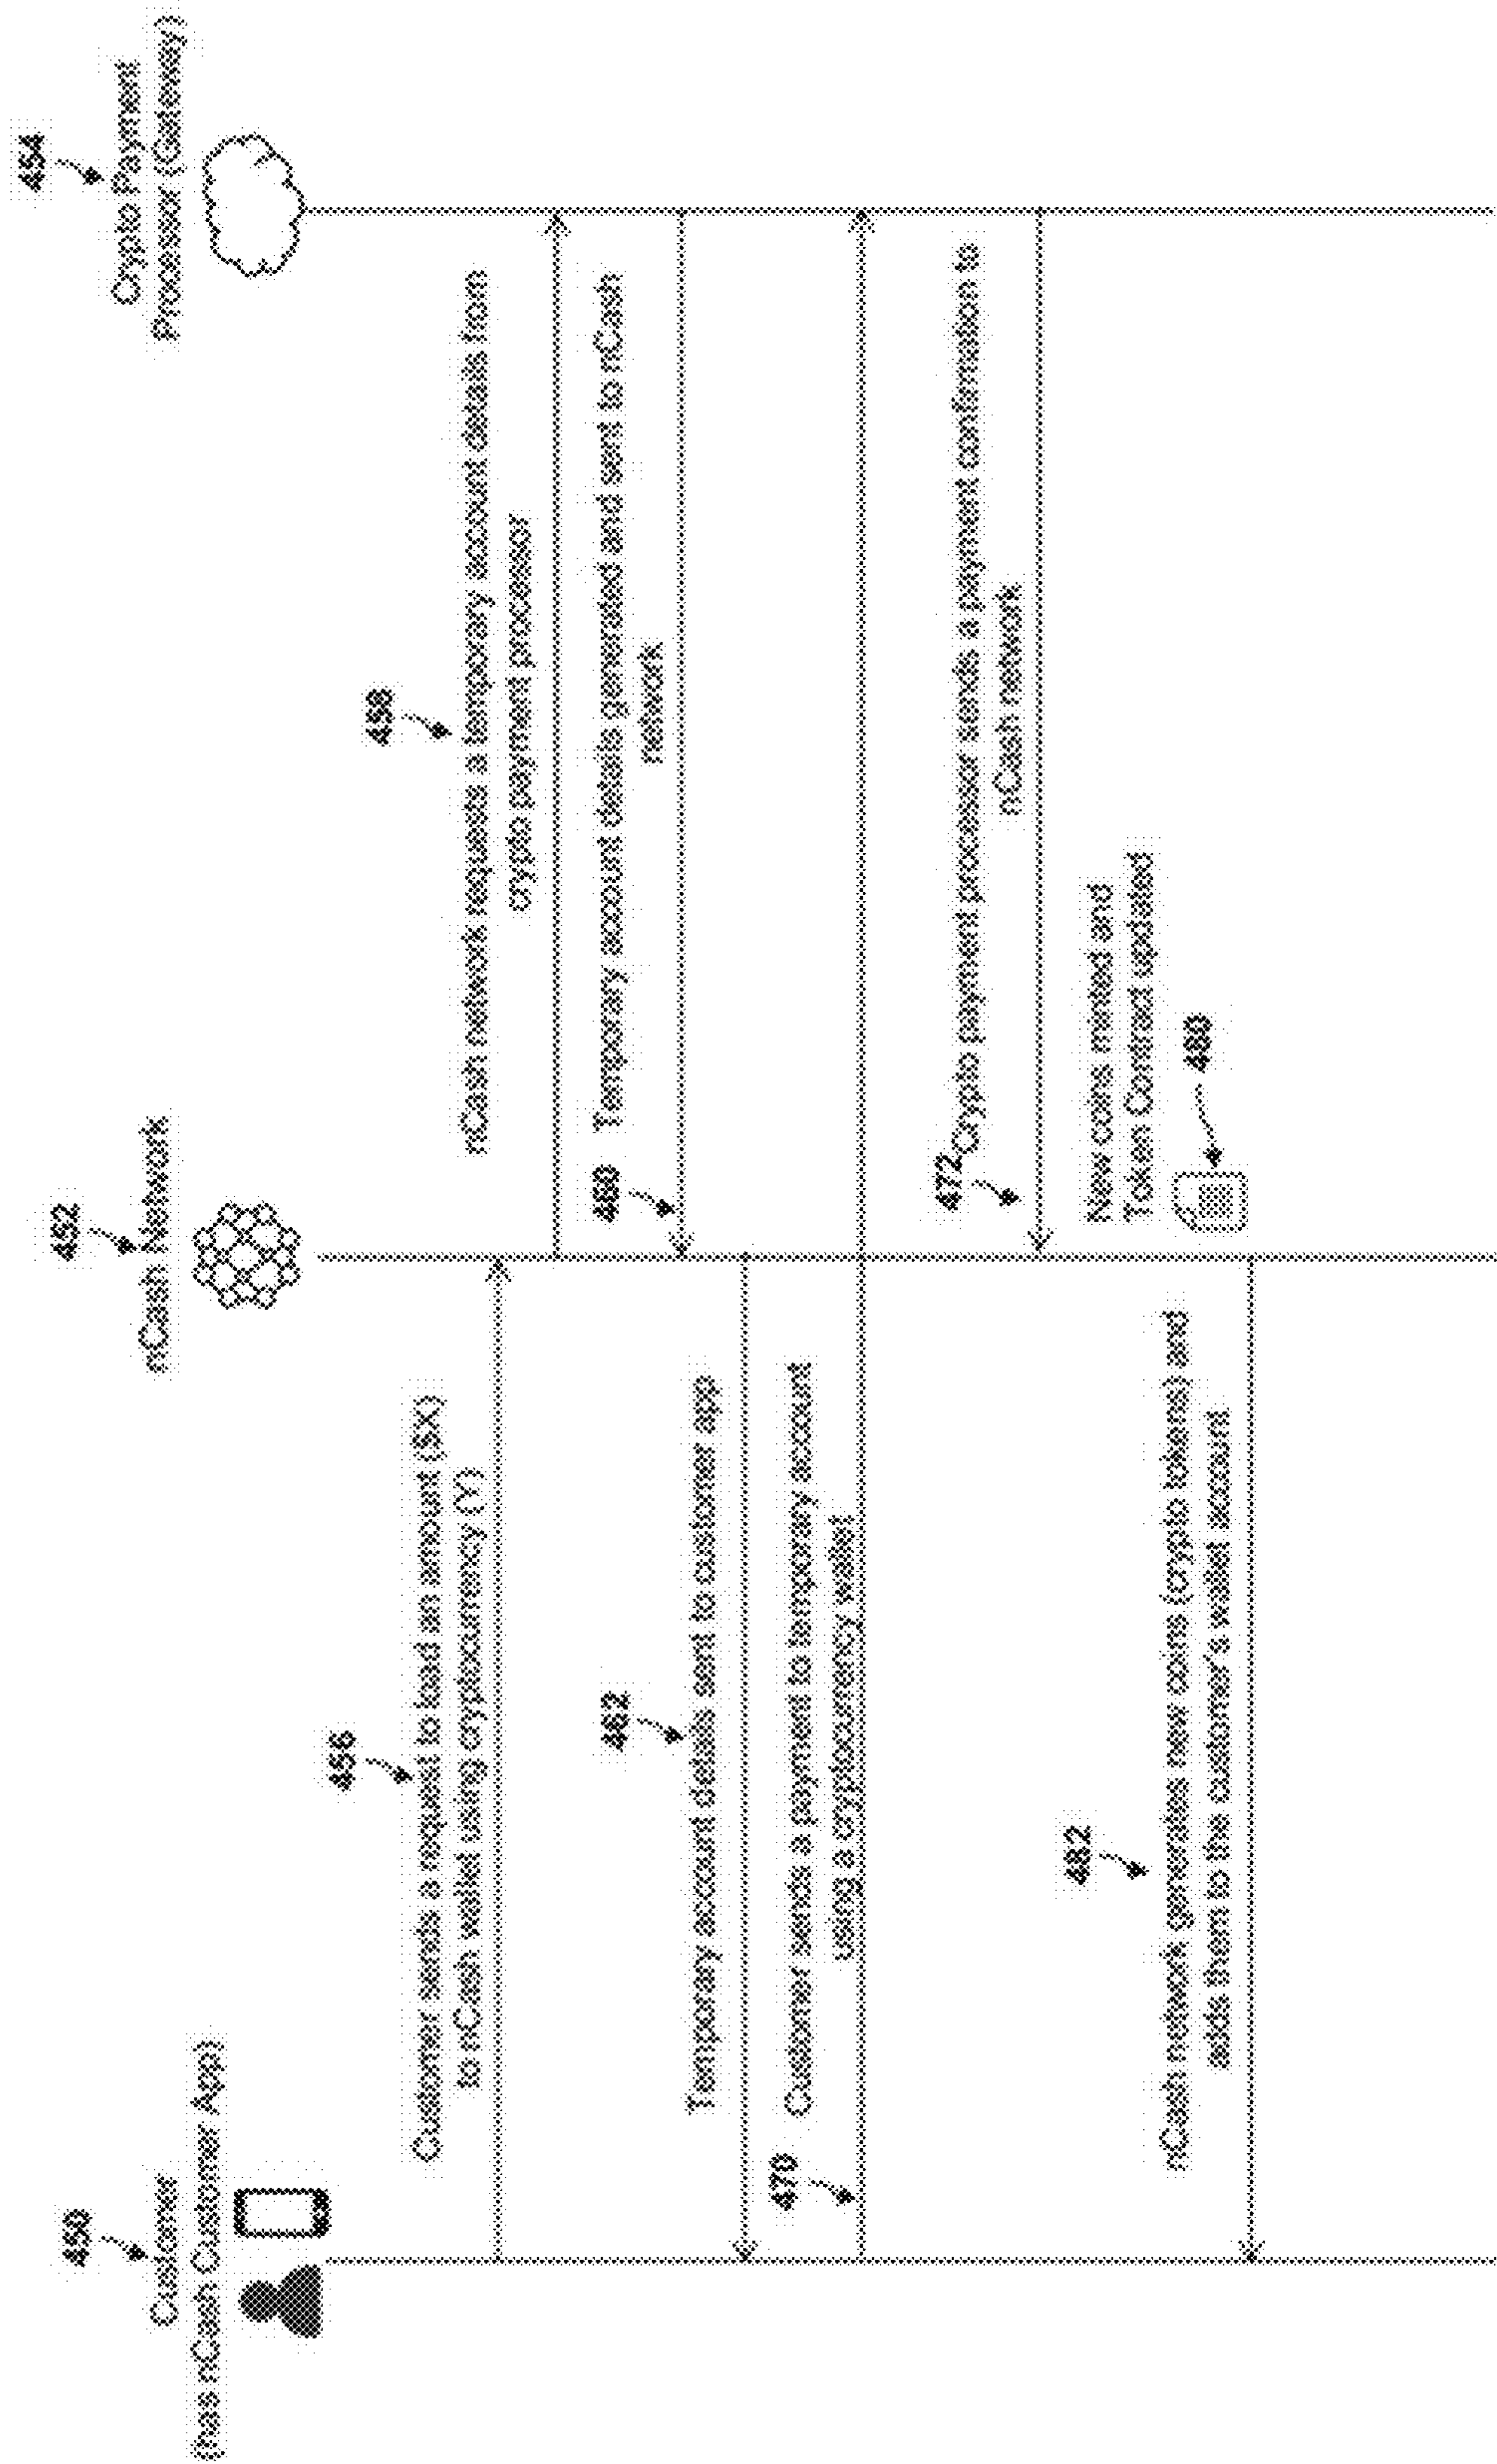 450
Customer
(has nCash Customer App)
452
nCash Network
454
Crypto Payment
Processor (Gateway)
456
Customer sends a request to load an amount ($X)
to nCash wallet using cryptocurrency (Y)
458
nCash network requests a temporary account details from
crypto payment processor
460
Temporary account details generated and sent to nCash
network
462
Temporary account details sent to customer app
470
Customer sends a payment to temporary account
using a cryptocurrency wallet
472
Crypto payment processor sends a payment confirmation to
nCash network
New coins minted and
Token Contract updated
480
482
nCash network generates new coins (crypto tokens) and
adds them to the customer's wallet account